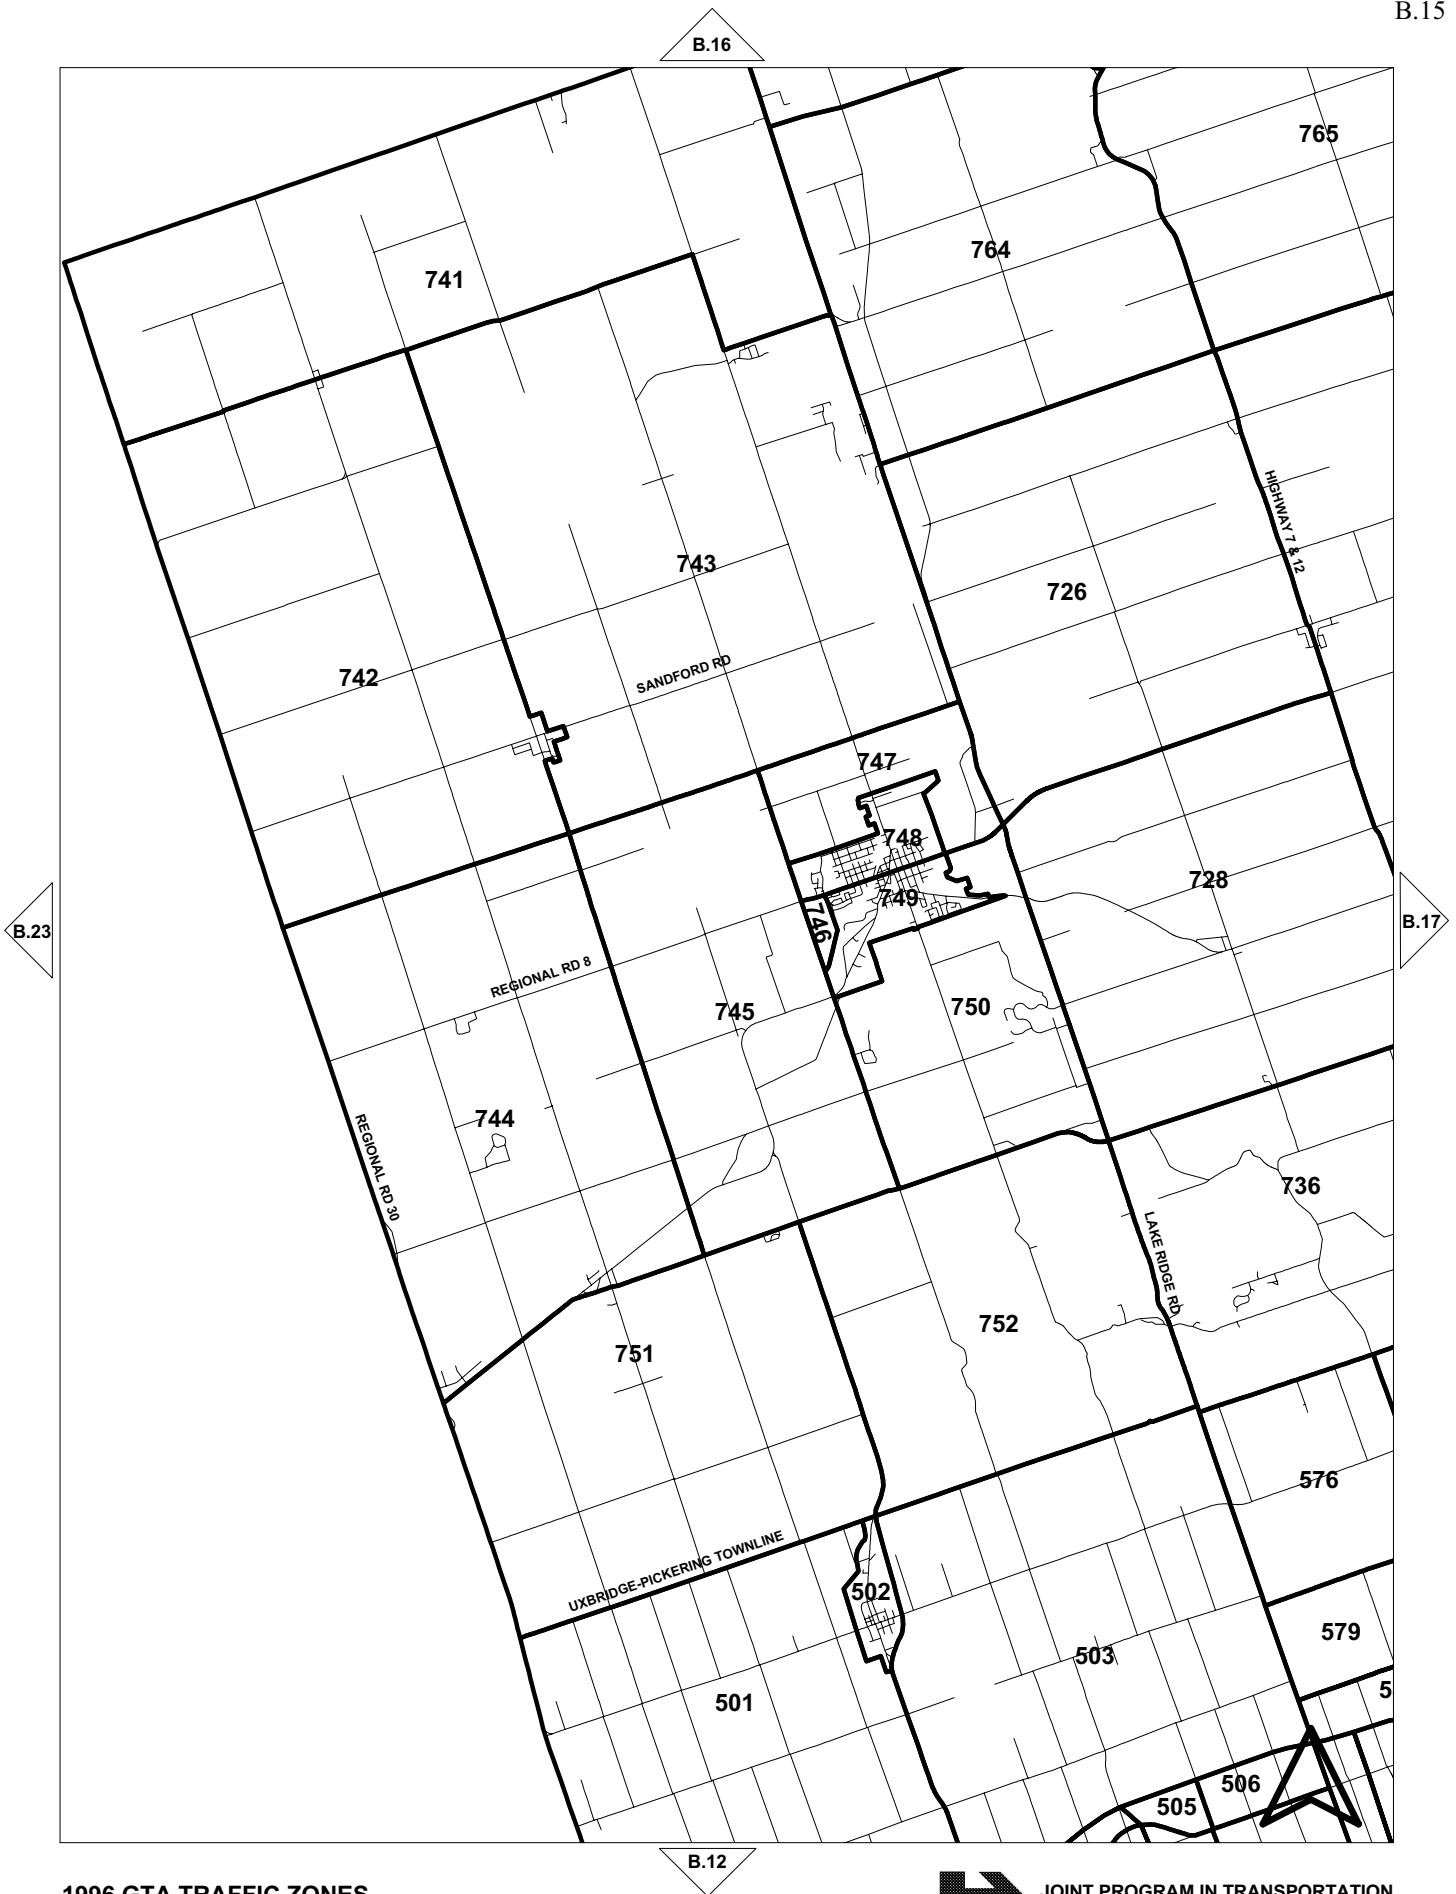 B.15
B.16
765
764
741
HIGHWAY 7 & 12
743
726
742
SANDFORD RD
747
748
728
749
746
B.23
B.17
REGIONAL RD 8
745
750
744
REGIONAL RD 30
736
LAKE RIDGE RD
752
751
576
UXBRIDGE-PICKERING TOWNLINE
502
579
503
5
501
506
505
B.12
1996 GTA TRAFFIC ZONES
JOINT PROGRAM IN TRANSPORTATION